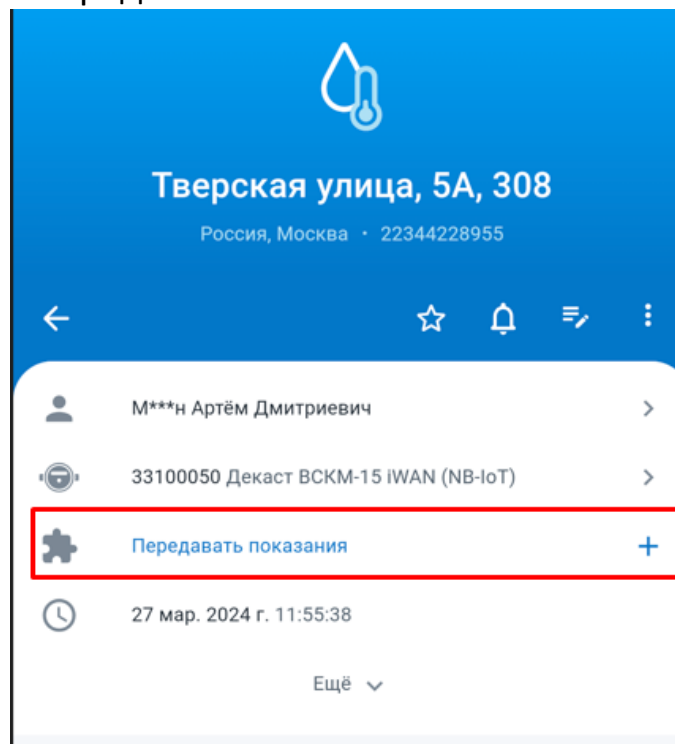 Тверская улица, 5А, 308
Россия, Москва • 22344228955
М***н Артём Дмитриевич
33100050 Декаст ВСКМ-15 iWAN (NB-IoT)
Передавать показания
27 мар. 2024 г. 11:55:38
Ещё